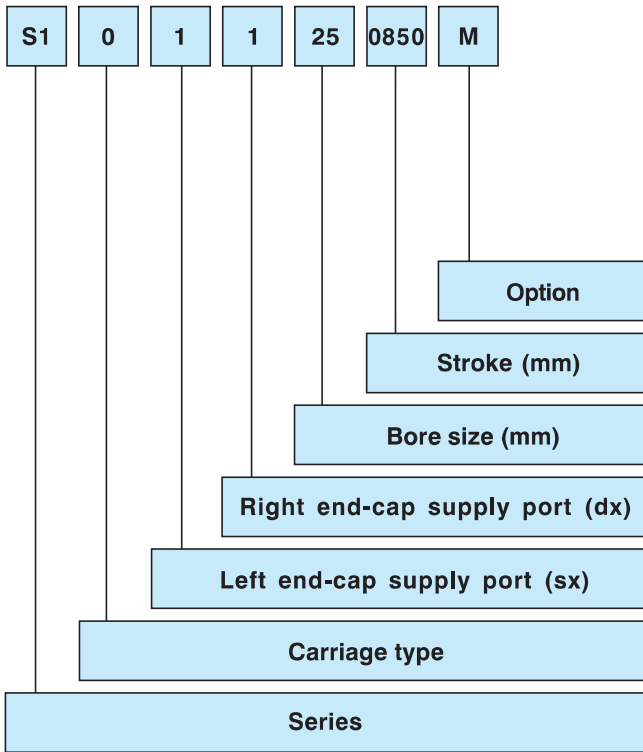 S1 0 1 1 25 0850 M
Option
Stroke (mm)
Bore size (mm)
Right end-cap supply port (dx)
Left end-cap supply port (sx)
Carriage type
Series